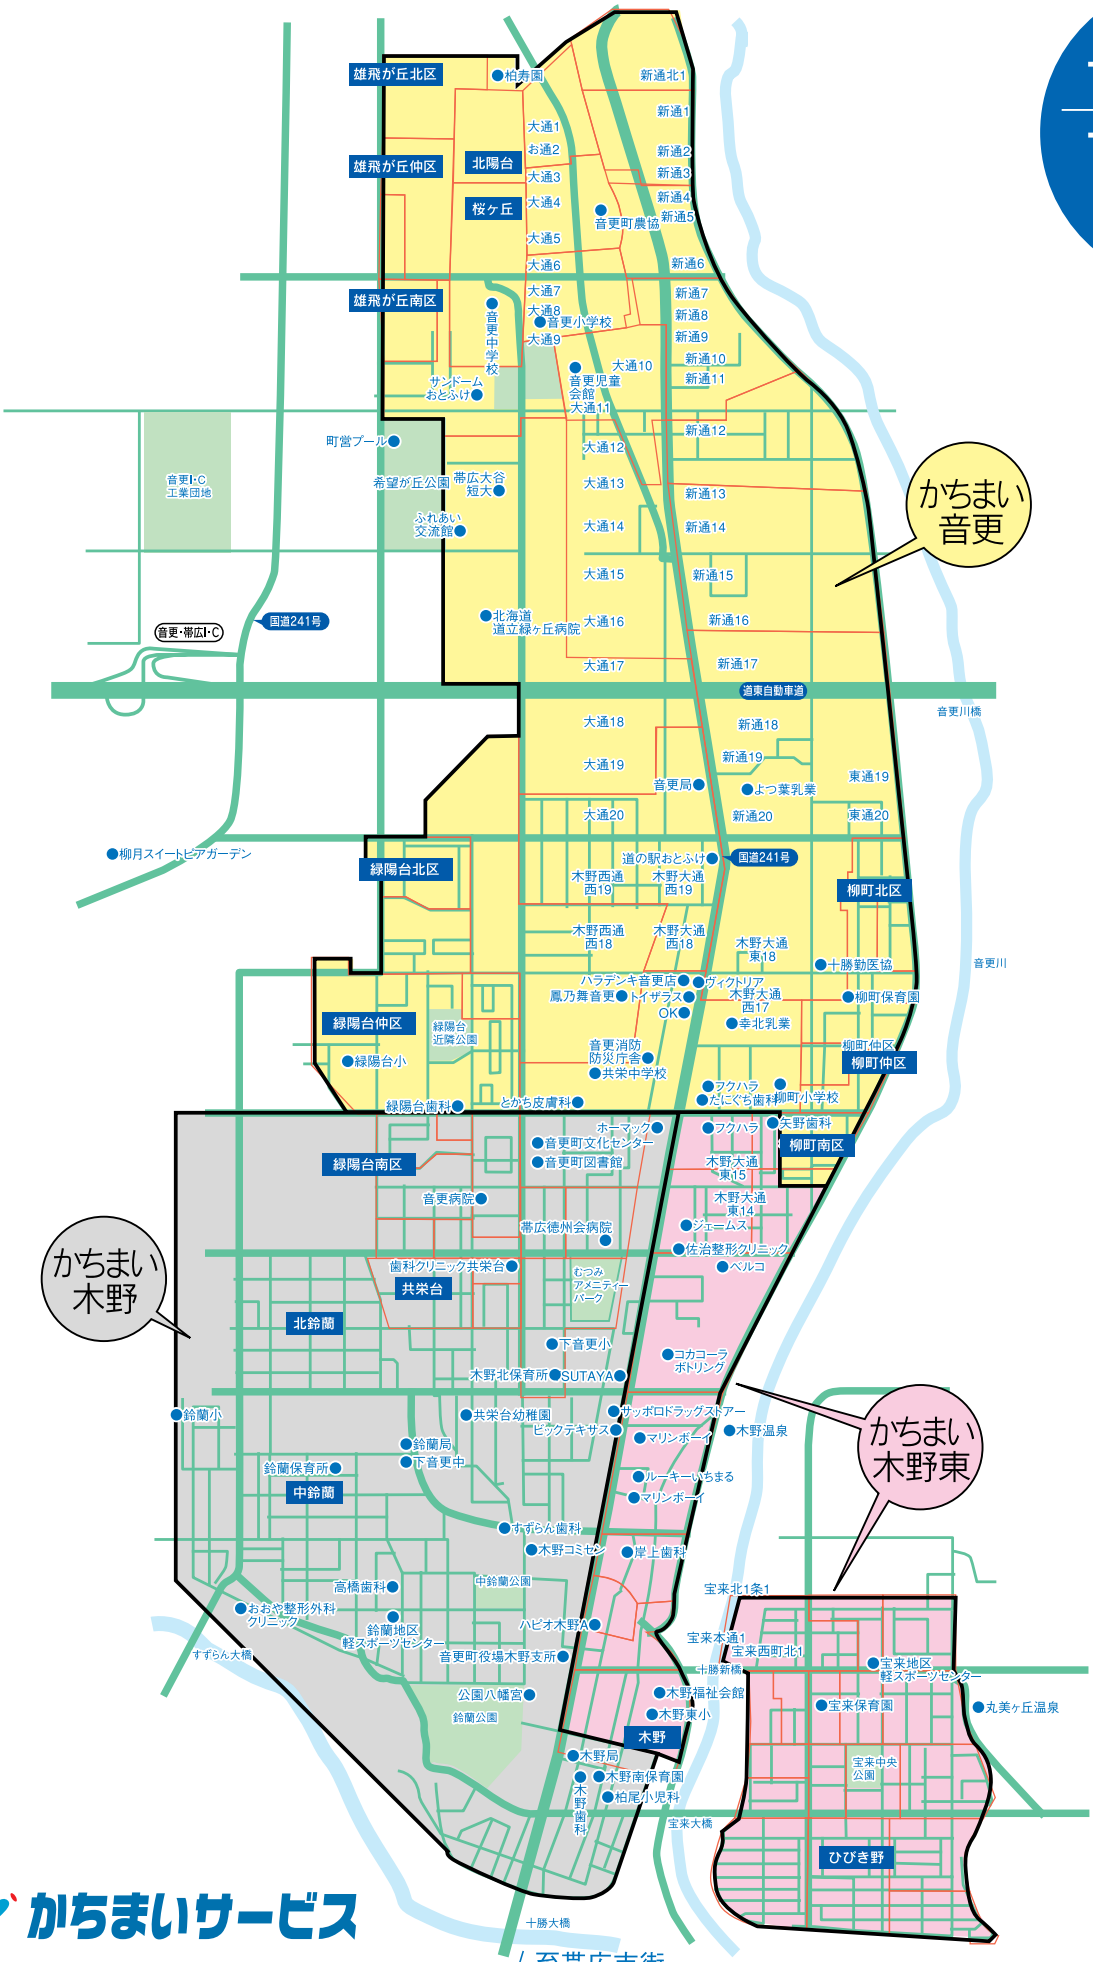 雄飛が丘北区
柏寿園
新通北1
新通1
大通1
お通2
新通2
雄飛が丘仲区
北陽台
大通3
新通3
桜ヶ丘
大通4
新通4
音更町農協
新通5
大通5
大通6
新通6
雄飛が丘南区
大通7
新通7
音更中学校
大通8
新通8
音更小学校
大通9
新通9
大通10
新通10
音更児童
会館
新通11
サンドーム
おとふけ
大通11
町営プール
大通12
新通12
音更I・C
工業団地
希望が丘公園
帯広大谷
短大
大通13
新通13
かちまい
音更
ふれあい
交流館
大通14
新通14
大通15
新通15
北海道
道立緑ヶ丘病院
大通16
新通16
国道241号
音更・帯広I・C
大通17
新通17
道東自動車道
音更川橋
大通18
新通18
大通19
新通19
東通19
音更局
よつ葉乳業
大通20
新通20
東通20
柳月スイートピアガーデン
道の駅おとふけ
国道241号
緑陽台北区
木野西通
西19
木野大通
西19
柳町北区
木野西通
西18
木野大通
西18
木野大通
東18
十勝勤医協
音更川
ハラデンキ音更店
ヴィクトリア
鳳乃舞音更
トイザラス
木野大通
西17
柳町保育園
OK
緑陽台仲区
緑陽台
近隣公園
幸北乳業
音更消防
防災庁舎
柳町仲区
柳町仲区
緑陽台小
共栄中学校
フクハラ
たにぐち歯科
柳町小学校
緑陽台歯科
とかち皮膚科
ホーマック
フクハラ
矢野歯科
音更町文化センター
柳町南区
緑陽台南区
音更町図書館
木野大通
東15
音更病院
木野大通
東14
かちまい
木野
帯広徳州会病院
ジェームス
佐治整形クリニック
歯科クリニック共栄台
ベルコ
共栄台
むつみ
アメニティー
パーク
北鈴蘭
下音更小
コカコーラ
ボトリング
木野北保育所
SUTAYA
鈴蘭小
共栄台幼稚園
サッポロドラッグストアー
ビックテキサス
木野温泉
かちまい
木野東
鈴蘭局
マリンボーイ
下音更中
鈴蘭保育所
ルーキーいちまる
中鈴蘭
マリンボーイ
すずらん歯科
木野コミセン
岸上歯科
中鈴蘭公園
高橋歯科
宝来北1条1
おおや整形外科
クリニック
鈴蘭地区
軽スポーツセンター
ハピオ木野A
宝来本通1
宝来西町北1
すずらん大橋
音更町役場木野支所
十勝新橋
宝来地区
軽スポーツセンター
公園八幡宮
木野福祉会館
宝来保育園
丸美ヶ丘温泉
鈴蘭公園
木野東小
木野
木野局
宝来中央
公園
木野南保育園
木野歯科
柏尾小児科
宝来大橋
ひびき野
かちまいサービス
十勝大橋
至帯広市街